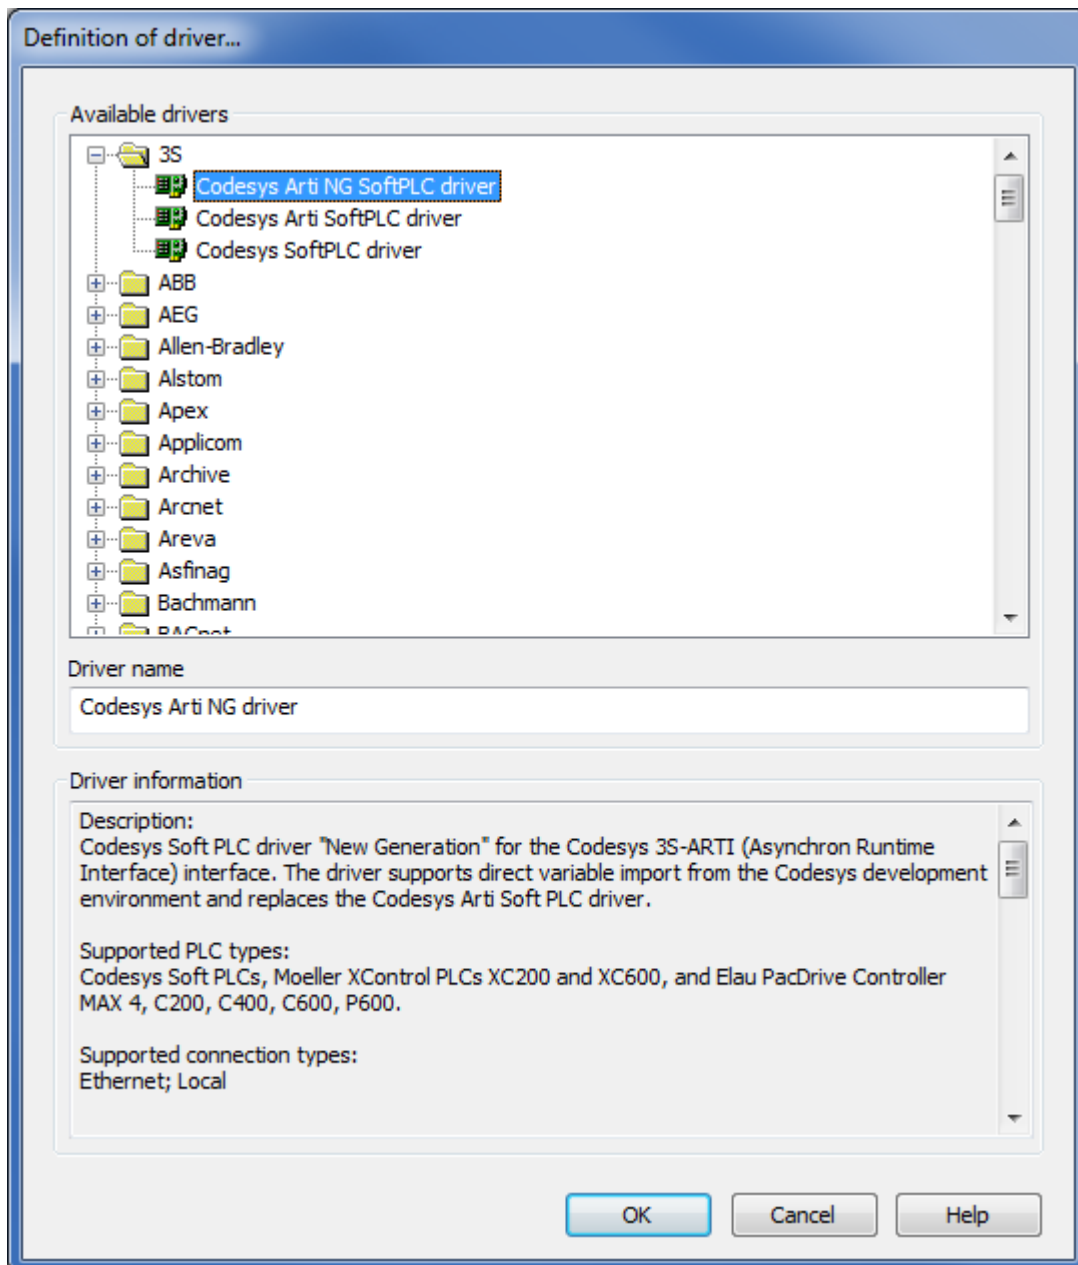 Definition of driver...
Available drivers
3S
Codesys Arti NG SoftPLC driver
Codesys Arti SoftPLC driver
Codesys SoftPLC driver
ABB
AEG
Allen-Bradley
Alstom
Apex
Applicom
Archive
Arcnet
Areva
Asfinag
Bachmann
BACnet
Driver name
Codesys Arti NG driver
Driver information
Description:
Codesys Soft PLC driver "New Generation" for the Codesys 3S-ARTI (Asynchron Runtime
Interface) interface. The driver supports direct variable import from the Codesys development
environment and replaces the Codesys Arti Soft PLC driver.
Supported PLC types:
Codesys Soft PLCs, Moeller XControl PLCs XC200 and XC600, and Elau PacDrive Controller
MAX 4, C200, C400, C600, P600.
Supported connection types:
Ethernet; Local
OK
Cancel
Help